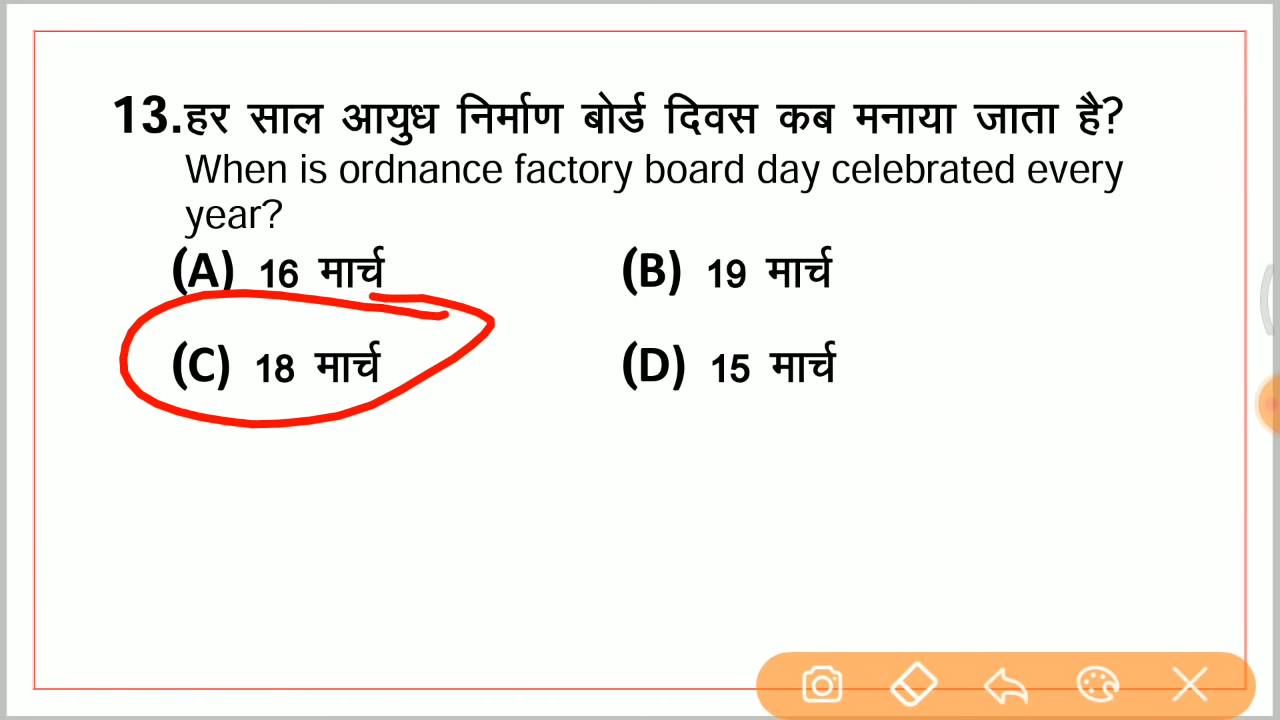 13.हर साल आयुध निर्माण बोर्ड दिवस कब मनाया जाता है?
When is ordnance factory board day celebrated every
year?
(A) 16 मार्च (B) 19 मार्च
(C) 18 मार्च (D) 15 मार्च